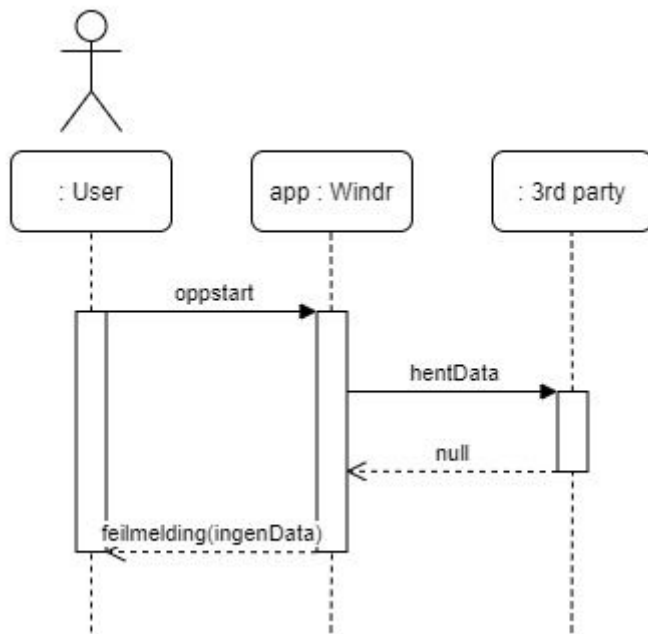 : User
app : Windr
: 3rd party
oppstart
hentData
null
feilmelding(ingenData)